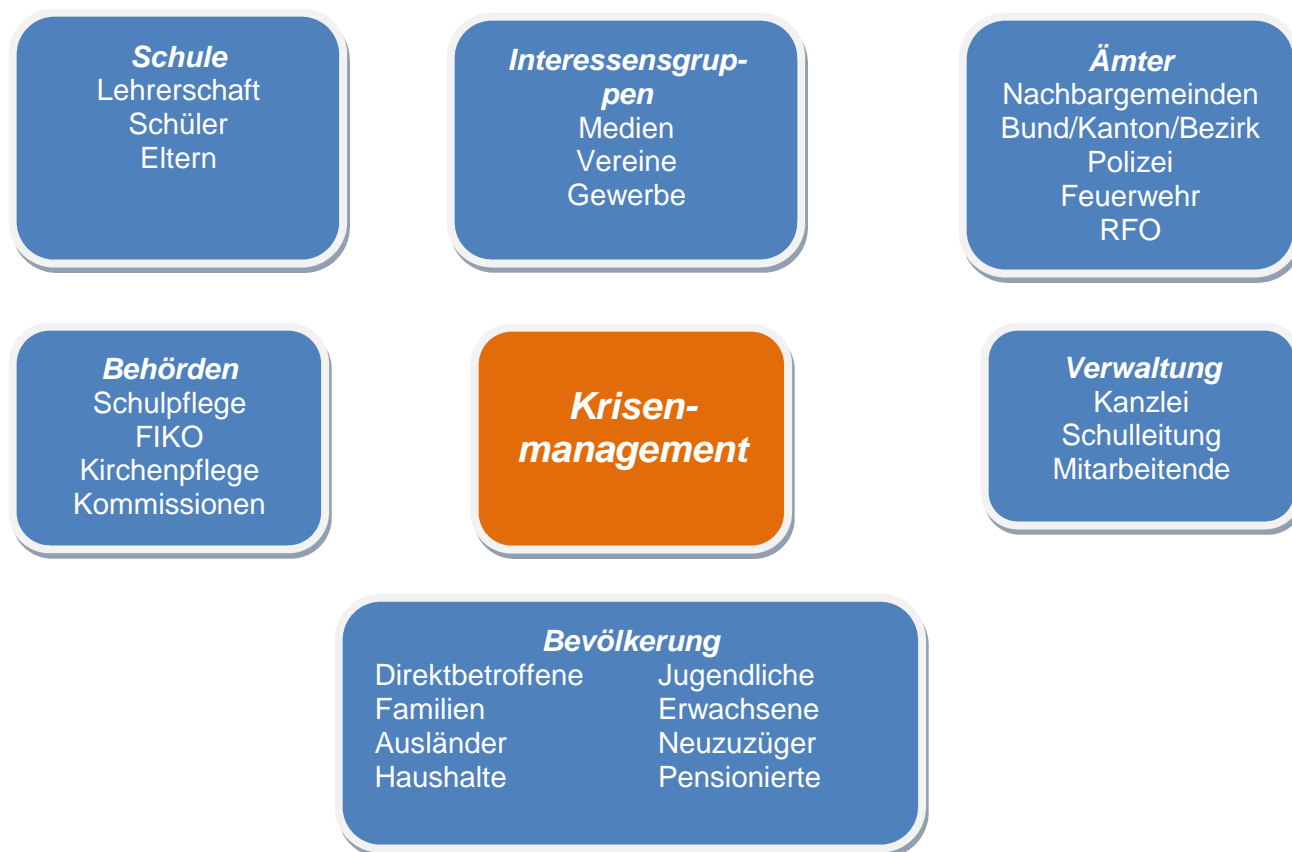 Schule
Lehrerschaft
Schüler
Eltern
Interessensgrup-
pen
Medien
Vereine
Gewerbe
Ämter
Nachbargemeinden
Bund/Kanton/Bezirk
Polizei
Feuerwehr
RFO
Behörden
Schulpflege
FIKO
Kirchenpflege
Kommissionen
Krisen-
management
Verwaltung
Kanzlei
Schulleitung
Mitarbeitende
Bevölkerung
Direktbetroffene Jugendliche
Familien Erwachsene
Ausländer Neuzuzüger
Haushalte Pensionierte